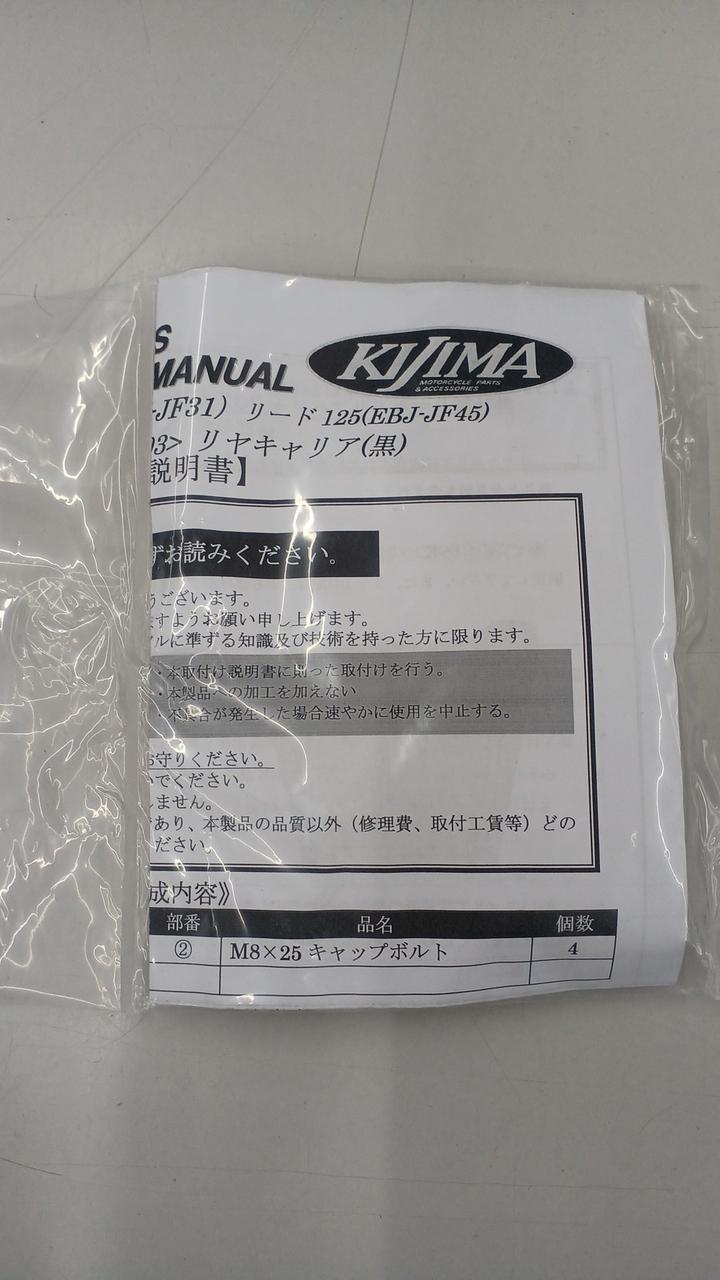 S
MANUAL
KIJIMA
MOTORCYCLE PARTS
& ACCESSORIES
-JF31) リード 125(EBJ-JF45)
03> リヤキャリア(黒)
説明書】
ずお読みください。
うございます。
ますようお願い申し上げます。
アルに準ずる知識及び技術を持った方に限ります。
・本取付け説明書に則った取付けを行う。
・本製品への加工を加えない
・不具合が発生した場合速やかに使用を中止する。
お守りください。
いでください。
しません。
であり、本製品の品質以外（修理費、取付工賃等）どの
ださい。
成内容》
部番 品名 個数
② M8×25 キャップボルト 4